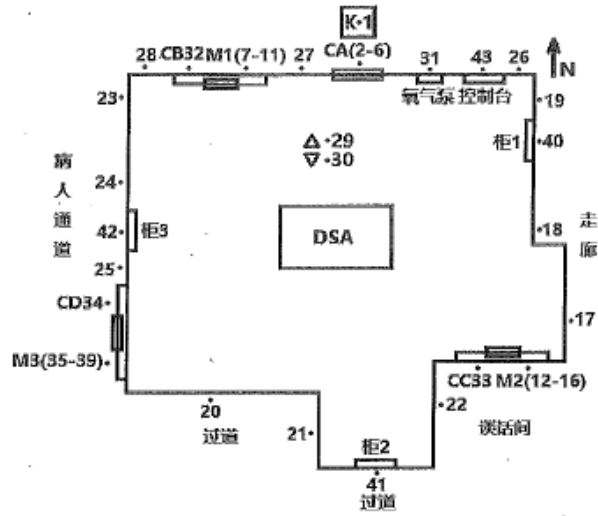 K·1
28 CB32 M1(7-11) 27 CA(2-6) 31 43 26
N
氧气泵 控制台
23
19
29
柜1 40
30
病人通道
24
走廊
42 柜3
DSA
18
25
CD34
17
M3(35-39)
CC33 M2(12-16)
20
22
过道
21
谈话间
柜2
41
过道